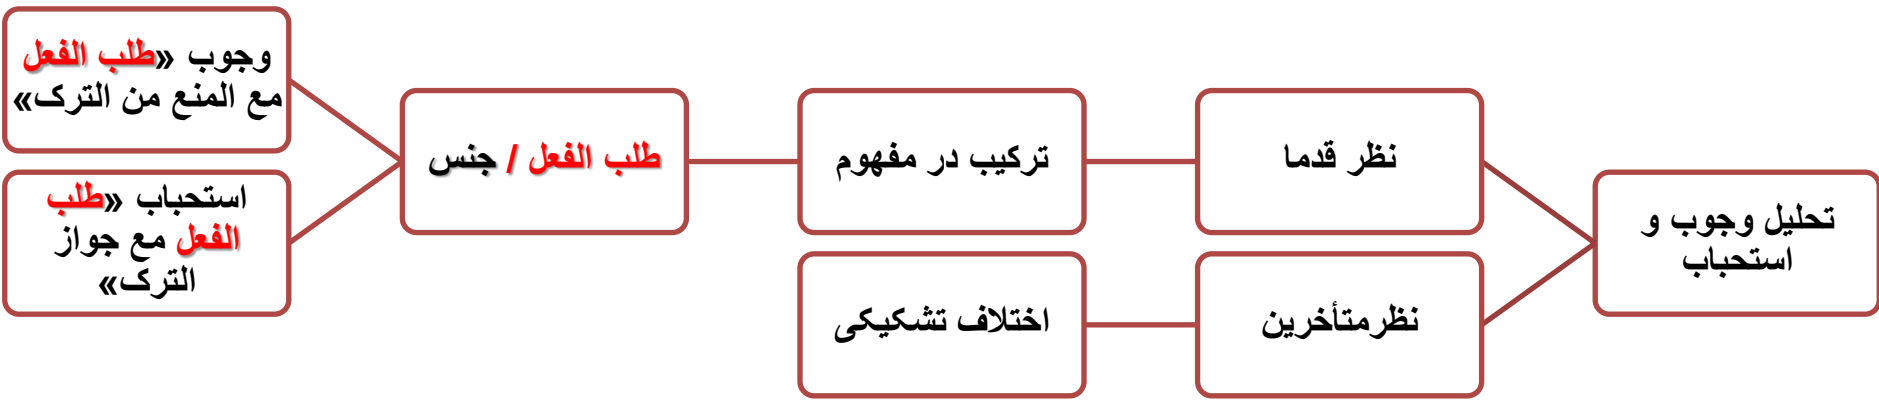 تحلیل وجوب و
استحباب
نظر قدما
ترکیب در مفهوم
طلب الفعل / جنس
وجوب «طلب الفعل
مع المنع من الترک»
استحباب «طلب
الفعل مع جواز
الترک»
نظرمتأخرین
اختلاف تشکیکی